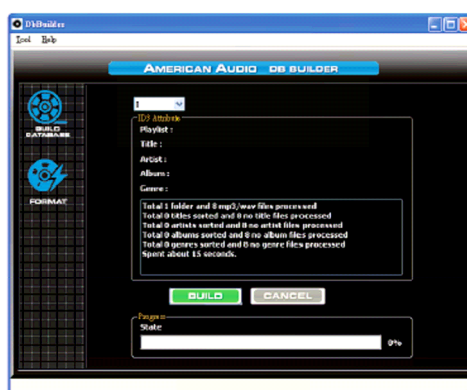 DbBuilder
Tool Help
AMERICAN AUDIO DB BUILDER
BUILD
DATABASE
FORMAT
1
ID3 Attribute
Playlist :
Title :
Artist :
Album :
Genre :
Total 1 folder and 8 mp3/wav files processed
Total 0 titles sorted and 8 no title files processed
Total 0 artists sorted and 8 no artist files processed
Total 0 albums sorted and 8 no album files processed
Total 0 genres sorted and 8 no genre files processed
Spent about 15 seconds.
BUILD CANCEL
Progress
State
0%